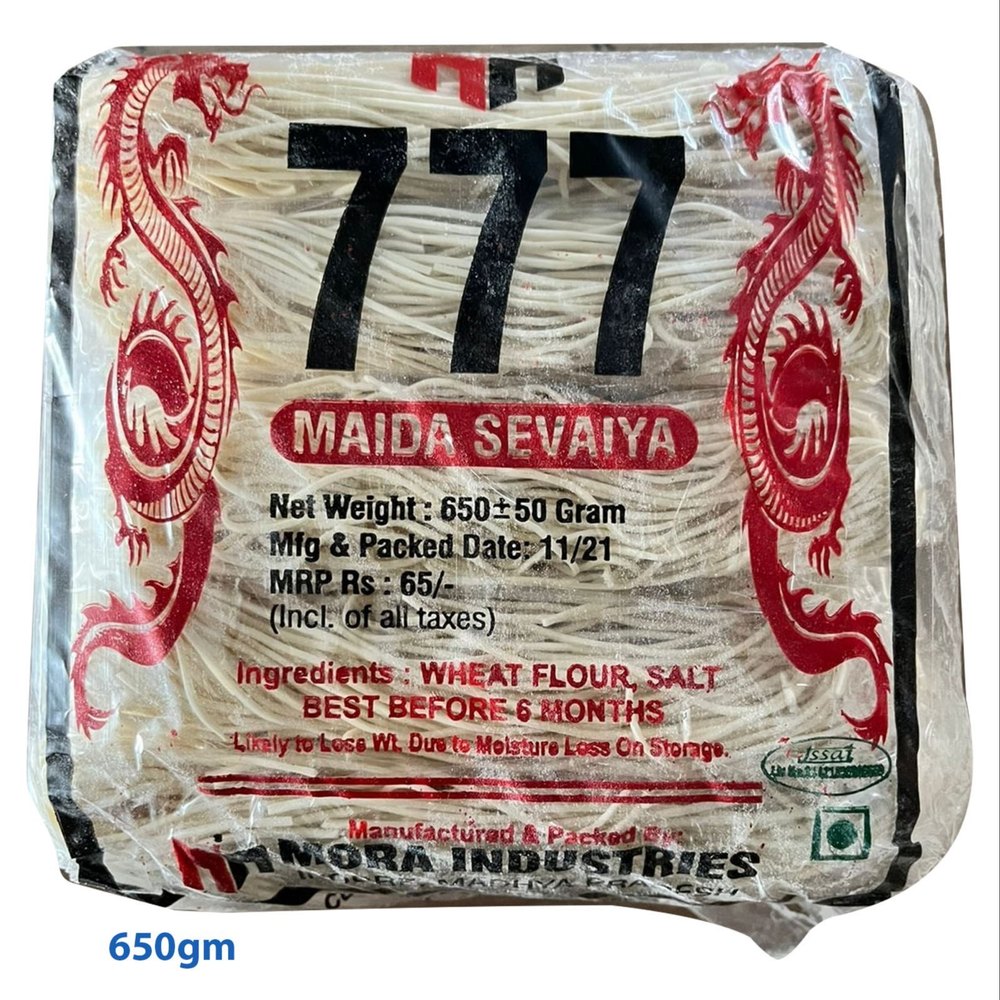 777
MAIDA SEVAIYA
Net Weight : 650±50 Gram
Mfg & Packed Date: 11/21
MRP Rs : 65/-
(Incl. of all taxes)
Ingredients : WHEAT FLOUR, SALT
BEST BEFORE 6 MONTHS
Likely to Lose Wt. Due to Moisture Loss On Storage.
fssai
Manufactured & Packed By:
MORA INDUSTRIES
MADHYA PRADESH
650gm